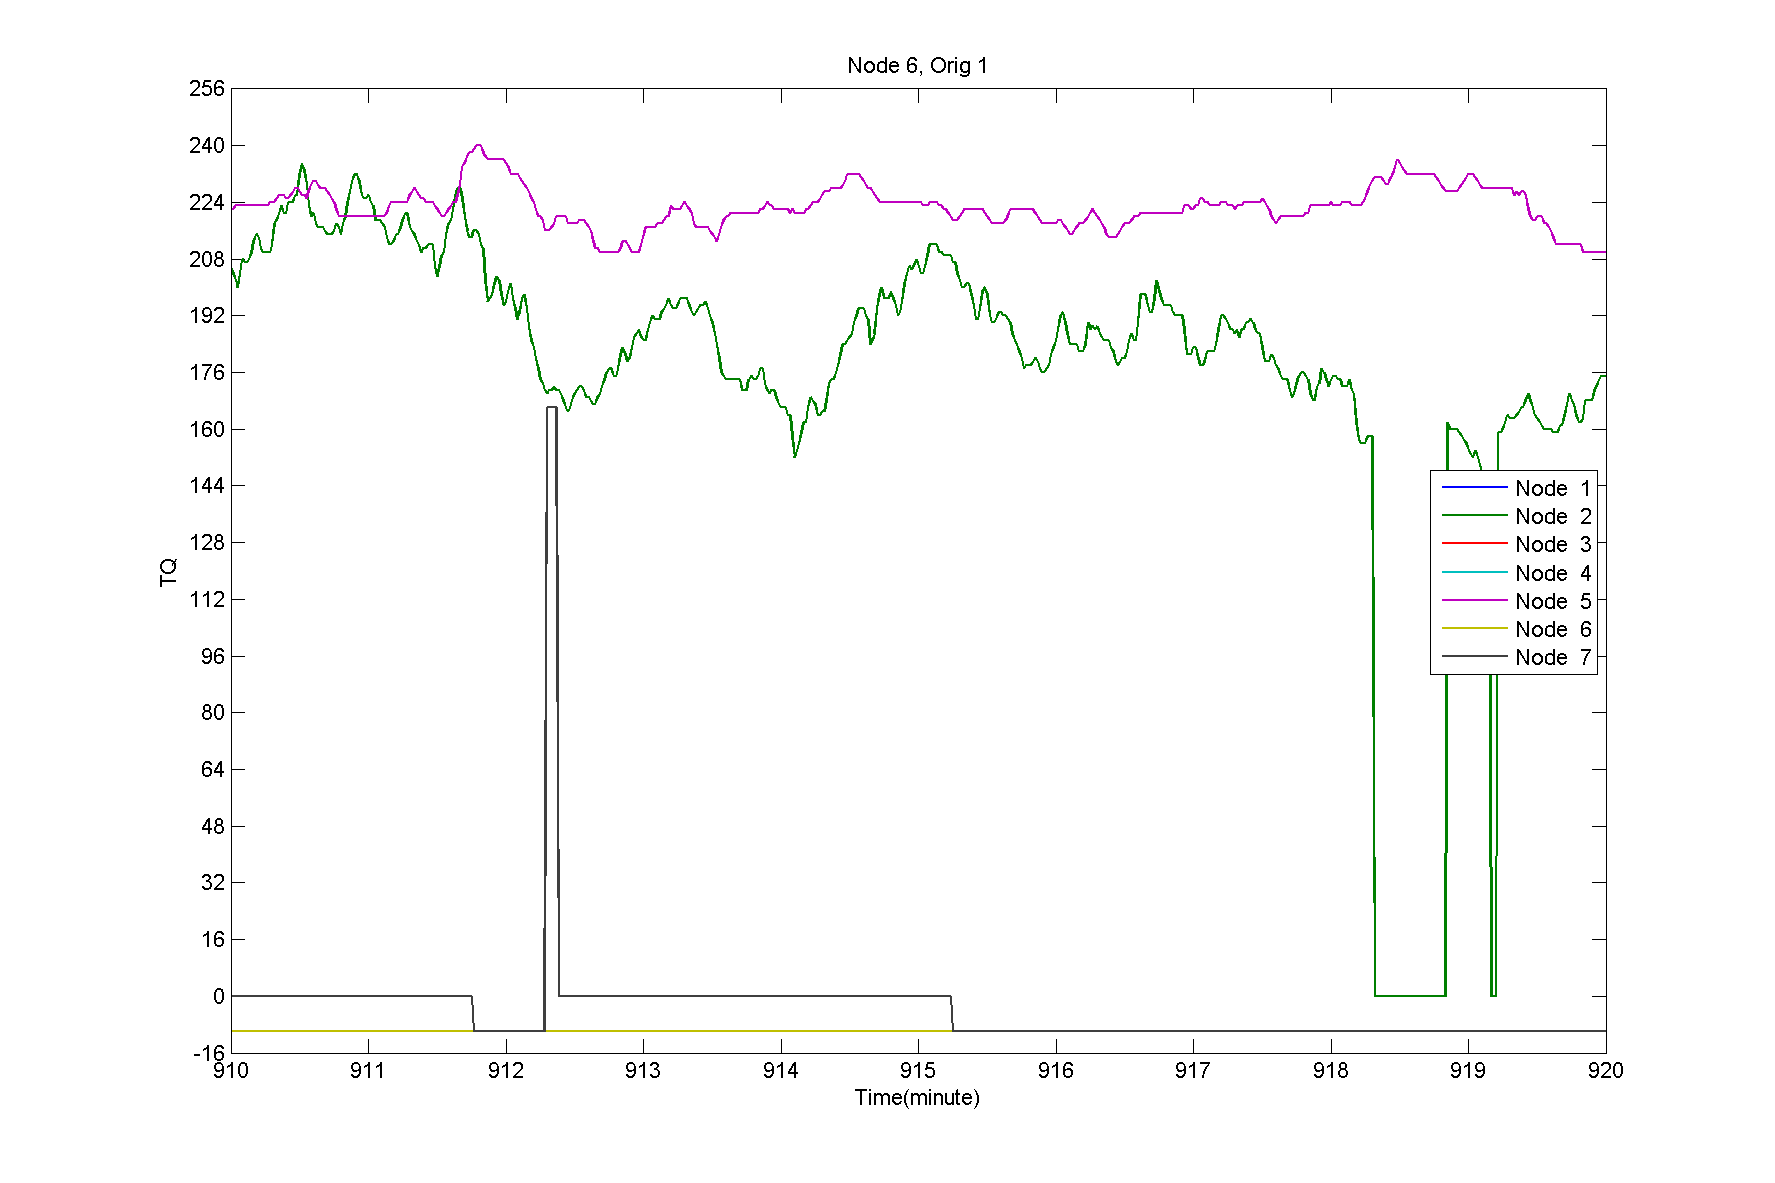 Node 6, Orig 1
256
240
224
208
192
176
160
144
128
112
96
80
64
48
32
16
0
-16
TQ
Node 1
Node 2
Node 3
Node 4
Node 5
Node 6
Node 7
910 911 912 913 914 915 916 917 918 919 920
Time(minute)